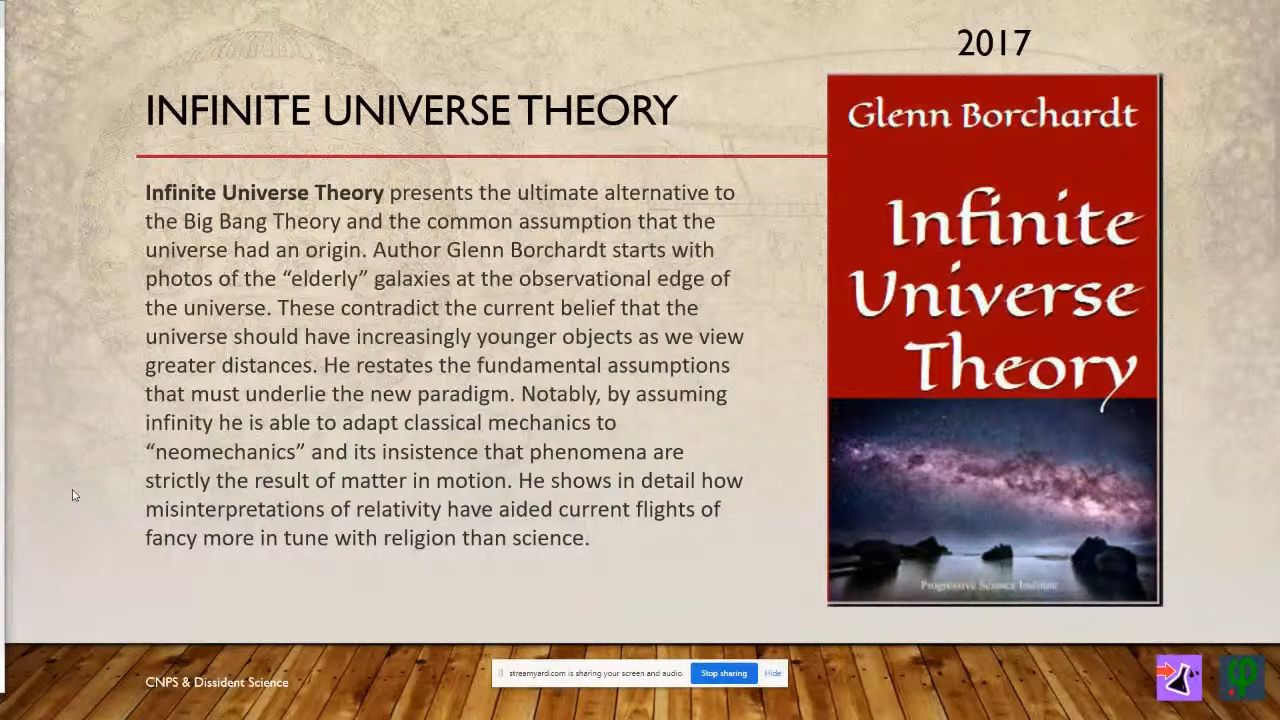 2017
INFINITE UNIVERSE THEORY
Infinite Universe Theory presents the ultimate alternative to
the Big Bang Theory and the common assumption that the
universe had an origin. Author Glenn Borchardt starts with
photos of the “elderly” galaxies at the observational edge of
the universe. These contradict the current belief that the
universe should have increasingly younger objects as we view
greater distances. He restates the fundamental assumptions
that must underlie the new paradigm. Notably, by assuming
infinity he is able to adapt classical mechanics to
“neomechanics” and its insistence that phenomena are
strictly the result of matter in motion. He shows in detail how
misinterpretations of relativity have aided current flights of
fancy more in tune with religion than science.
Glenn Borchardt
Infinite
Universe
Theory
Progressive Science Institute
CNPS & Dissident Science
streamyard.com is sharing your screen and audio.
Stop sharing
Hide